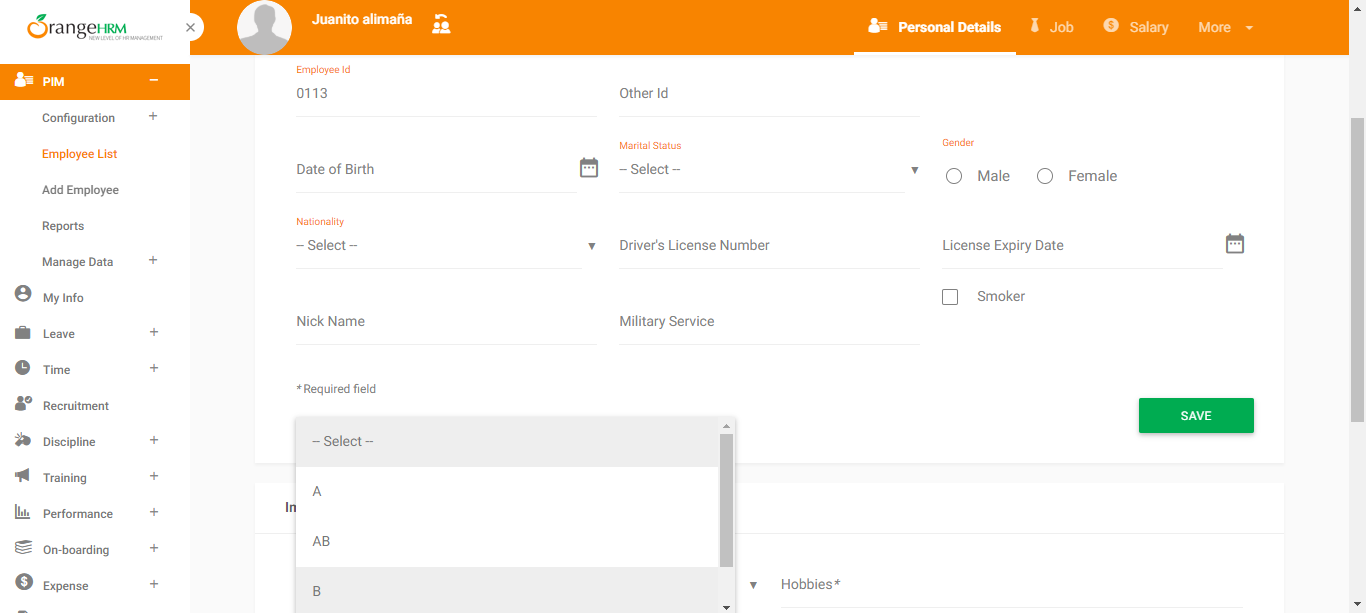 OrangeHRM
NEW LEVEL OF HR MANAGEMENT
Juanito alimaña
Personal Details
Job
Salary
More
PIM
Configuration
Employee List
Add Employee
Reports
Manage Data
My Info
Leave
Time
Recruitment
Discipline
Training
Performance
On-boarding
Expense
Employee Id
0113
Other Id
Date of Birth
Marital Status
-- Select --
Gender
Male
Female
Nationality
-- Select --
Driver's License Number
License Expiry Date
Smoker
Nick Name
Military Service
* Required field
SAVE
-- Select --
A
AB
B
Hobbies*